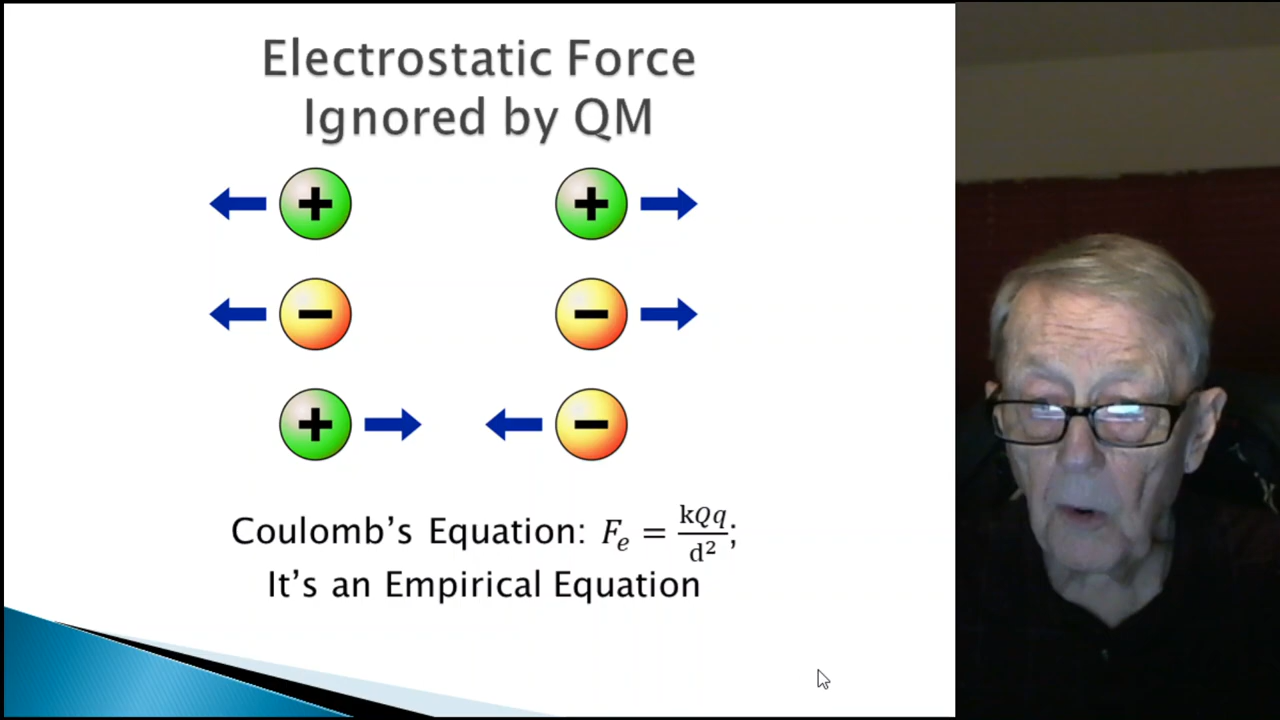 Electrostatic Force
Ignored by QM
+ +
− −
+ −
Coulomb's Equation: Fₑ = kQq/d²;
It's an Empirical Equation